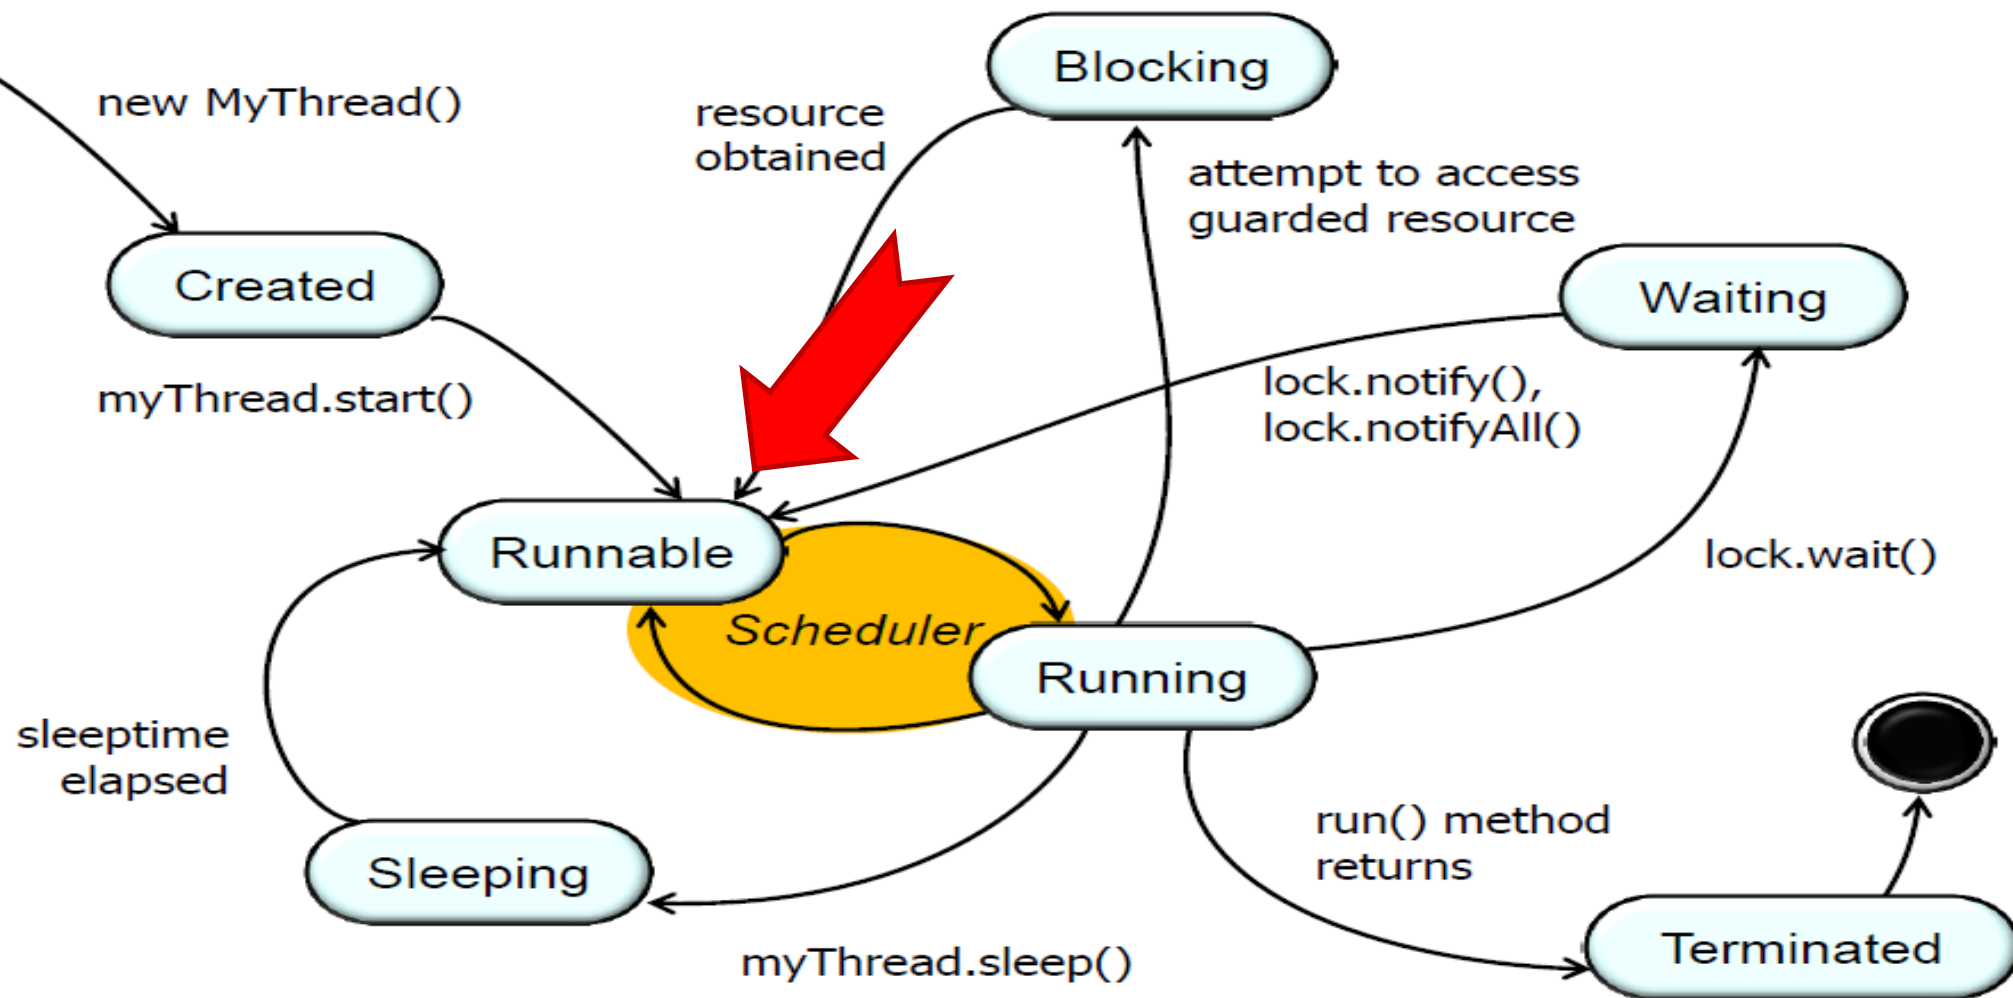 Blocking
new MyThread()
resource
obtained
attempt to access
guarded resource
Created
Waiting
myThread.start()
lock.notify(),
lock.notifyAll()
Runnable
lock.wait()
Scheduler
Running
sleeptime
elapsed
run() method
returns
Sleeping
Terminated
myThread.sleep()